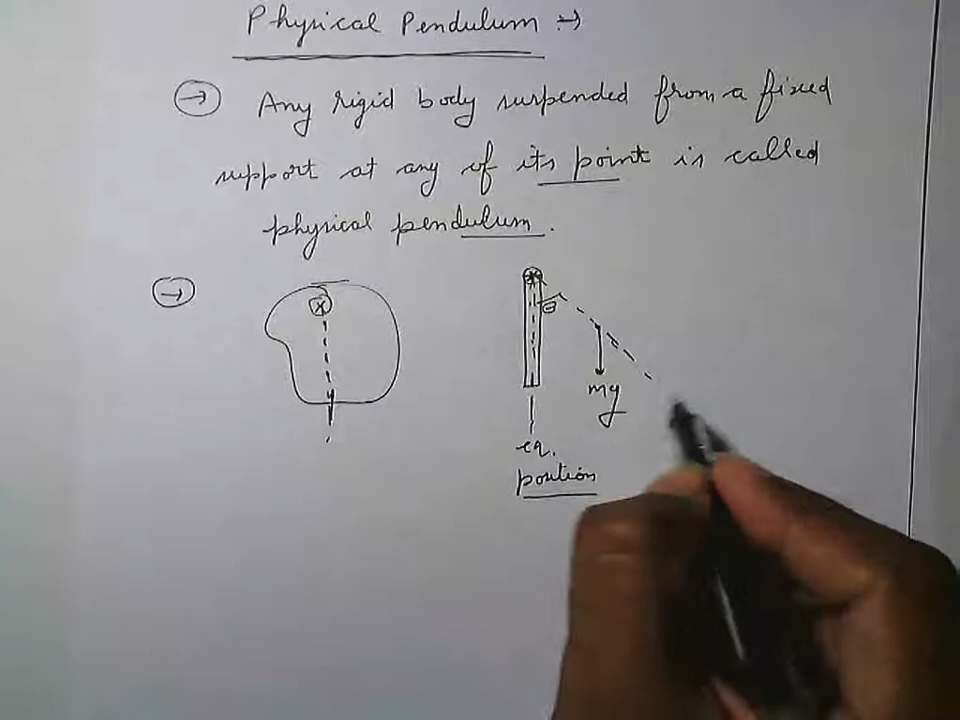 Physical Pendulum :→
→ Any rigid body suspended from a fixed
support at any of its point is called
physical pendulum.
→
x
θ
mg
eq.
position